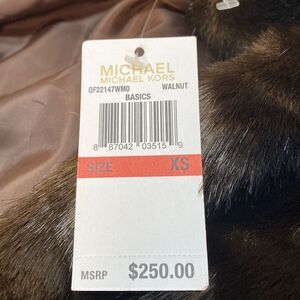 MICHAEL
MICHAEL KORS
QF22147WM0 WALNUT
BASICS
8 87042 03515 9
SIZE XS
MSRP $250.00